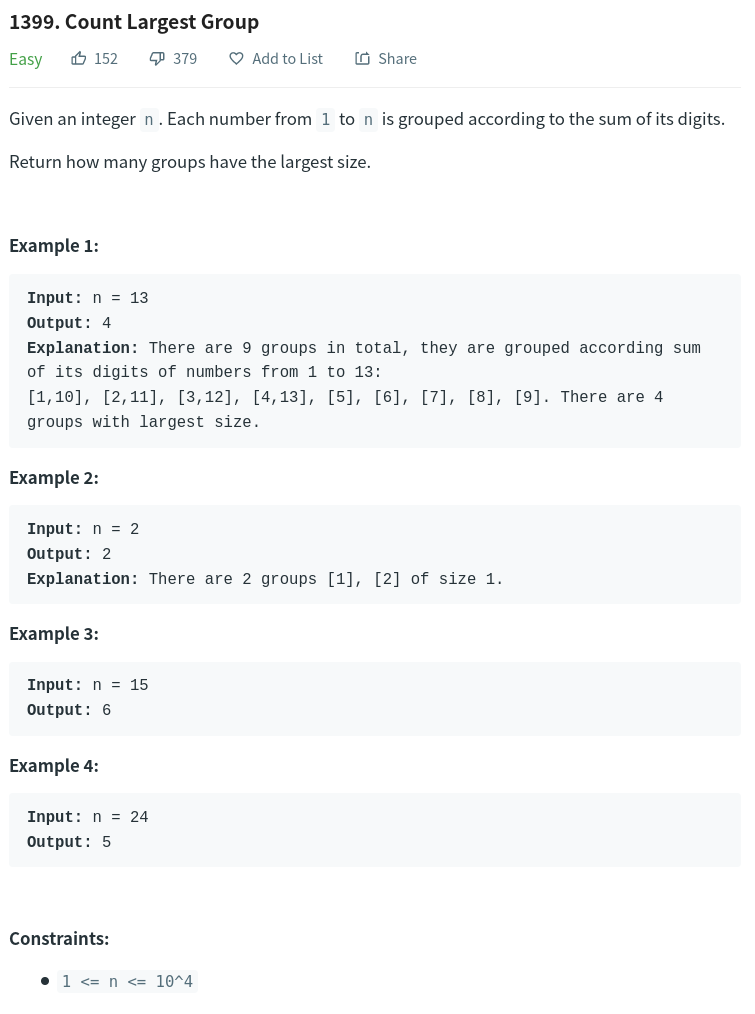 1399. Count Largest Group
Easy 152 379 Add to List Share
Given an integer n. Each number from 1 to n is grouped according to the sum of its digits.
Return how many groups have the largest size.
Example 1:
Input: n = 13
Output: 4
Explanation: There are 9 groups in total, they are grouped according sum
of its digits of numbers from 1 to 13:
[1,10], [2,11], [3,12], [4,13], [5], [6], [7], [8], [9]. There are 4
groups with largest size.
Example 2:
Input: n = 2
Output: 2
Explanation: There are 2 groups [1], [2] of size 1.
Example 3:
Input: n = 15
Output: 6
Example 4:
Input: n = 24
Output: 5
Constraints:
1 <= n <= 10^4